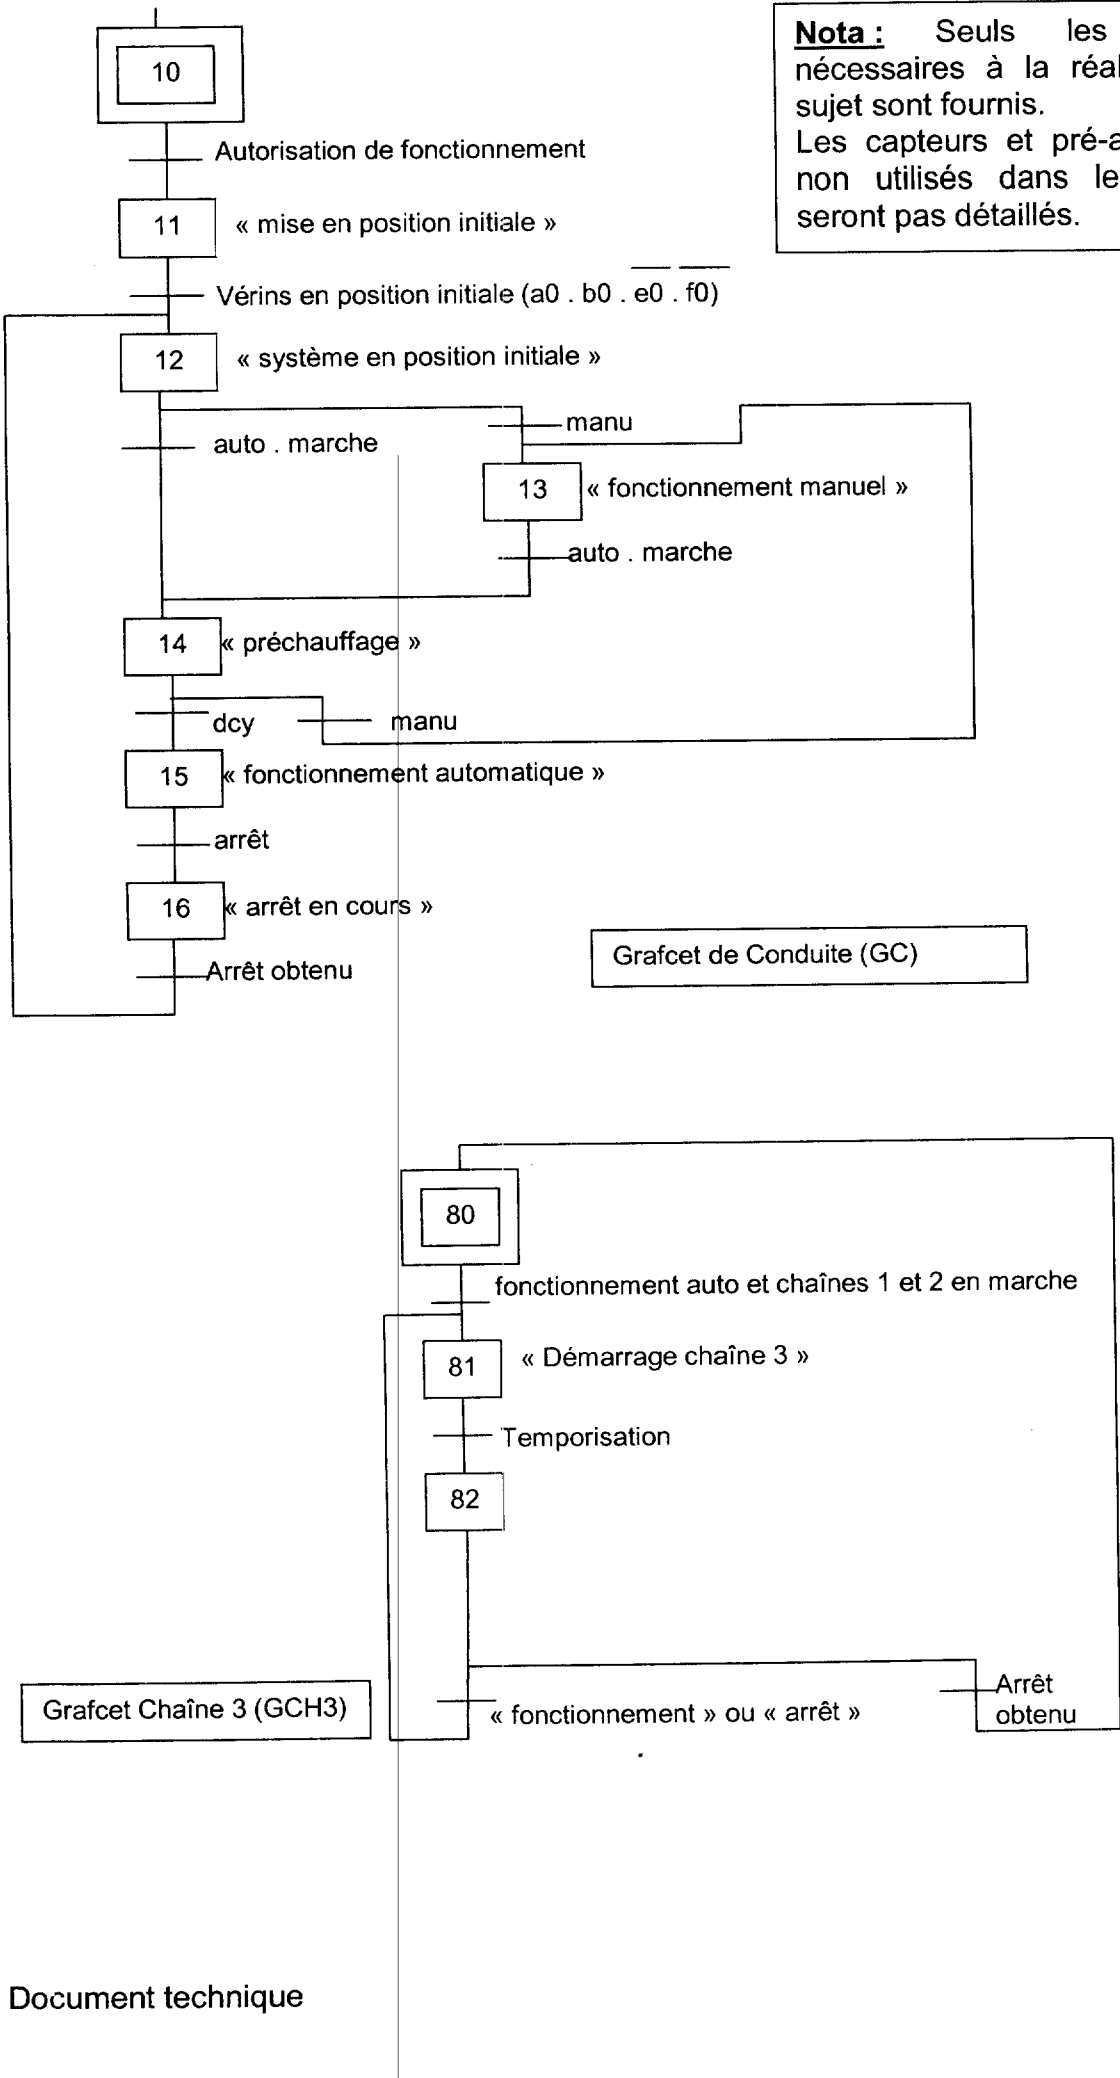 10
Nota : Seuls les
nécessaires à la réal
sujet sont fournis.
Les capteurs et pré-a
non utilisés dans le
seront pas détaillés.
Autorisation de fonctionnement
11 « mise en position initiale »
Vérins en position initiale (a0 . b0 . e̅0̅ . f̅0̅)
12 « système en position initiale »
manu
auto . marche
13 « fonctionnement manuel »
auto . marche
14 « préchauffage »
dcy manu
15 « fonctionnement automatique »
arrêt
16 « arrêt en cours »
Grafcet de Conduite (GC)
Arrêt obtenu
80
fonctionnement auto et chaînes 1 et 2 en marche
81 « Démarrage chaîne 3 »
Temporisation
82
Grafcet Chaîne 3 (GCH3)
« fonctionnement » ou « arrêt »
Arrêt
obtenu
Document technique